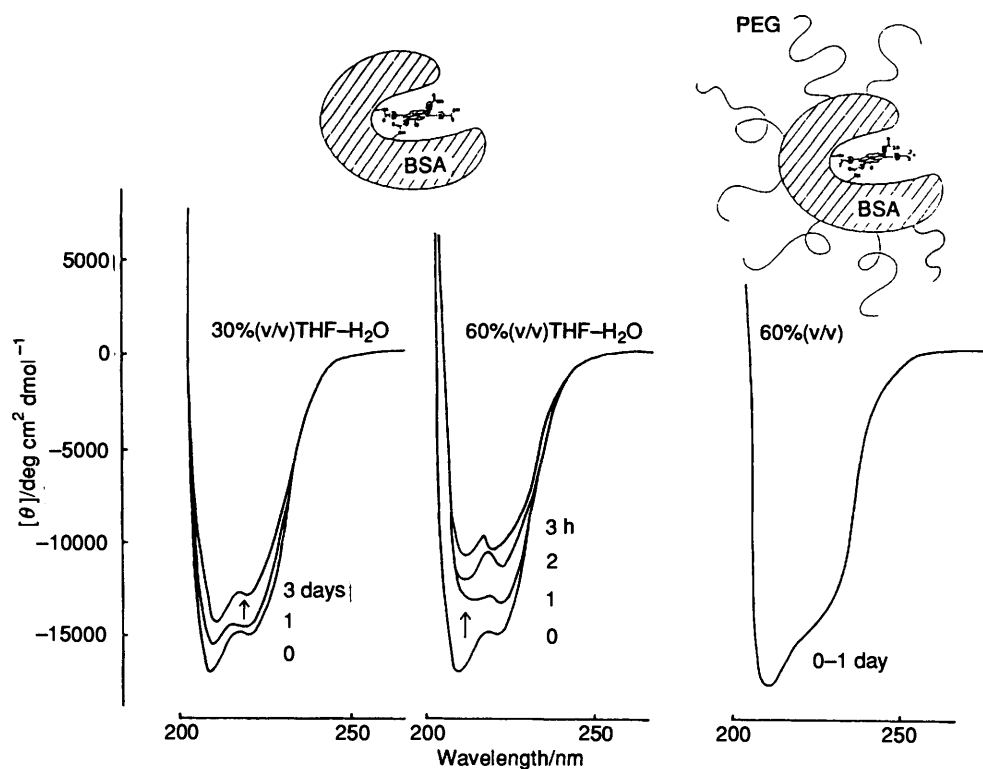 PEG
BSA
BSA
[θ]/deg cm² dmol⁻¹
5000
0
−5000
−10000
−15000
30%(v/v)THF–H₂O
3 days
1
0
200
250
60%(v/v)THF–H₂O
3 h
2
1
0
200
250
60%(v/v)
0–1 day
200
250
Wavelength/nm